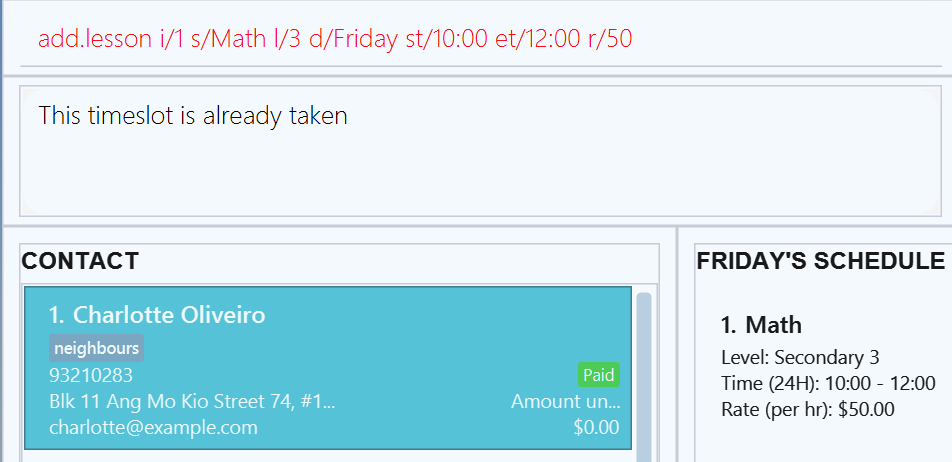 add.lesson i/1 s/Math l/3 d/Friday st/10:00 et/12:00 r/50
This timeslot is already taken
CONTACT
1. Charlotte Oliveiro
neighbours
93210283
Paid
Blk 11 Ang Mo Kio Street 74, #1...
Amount un...
charlotte@example.com
$0.00
FRIDAY'S SCHEDULE
1. Math
Level: Secondary 3
Time (24H): 10:00 - 12:00
Rate (per hr): $50.00